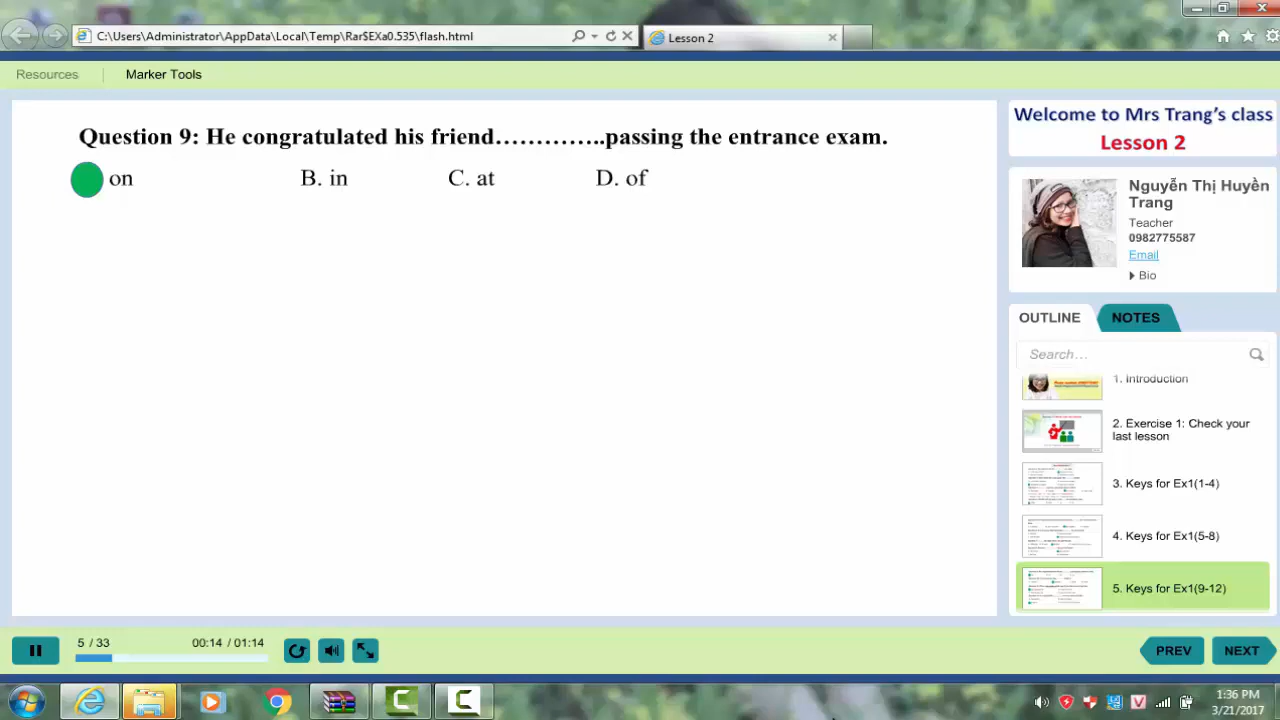 C:\Users\Administrator\AppData\Local\Temp\Rar$EXa0.535\flash.html
Lesson 2
Resources
Marker Tools
Question 9: He congratulated his friend…………..passing the entrance exam.
on
B. in
C. at
D. of
Welcome to Mrs Trang’s class
Lesson 2
Nguyễn Thị Huyền
Trang
Teacher
0982775587
Email
Bio
OUTLINE
NOTES
Search…
1. Introduction
2. Exercise 1: Check your
last lesson
3. Keys for Ex1(1-4)
4. Keys for Ex1(5-8)
5. Keys for Ex1(9-12)
5 / 33
00:14 / 01:14
PREV
NEXT
1:36 PM
3/21/2017